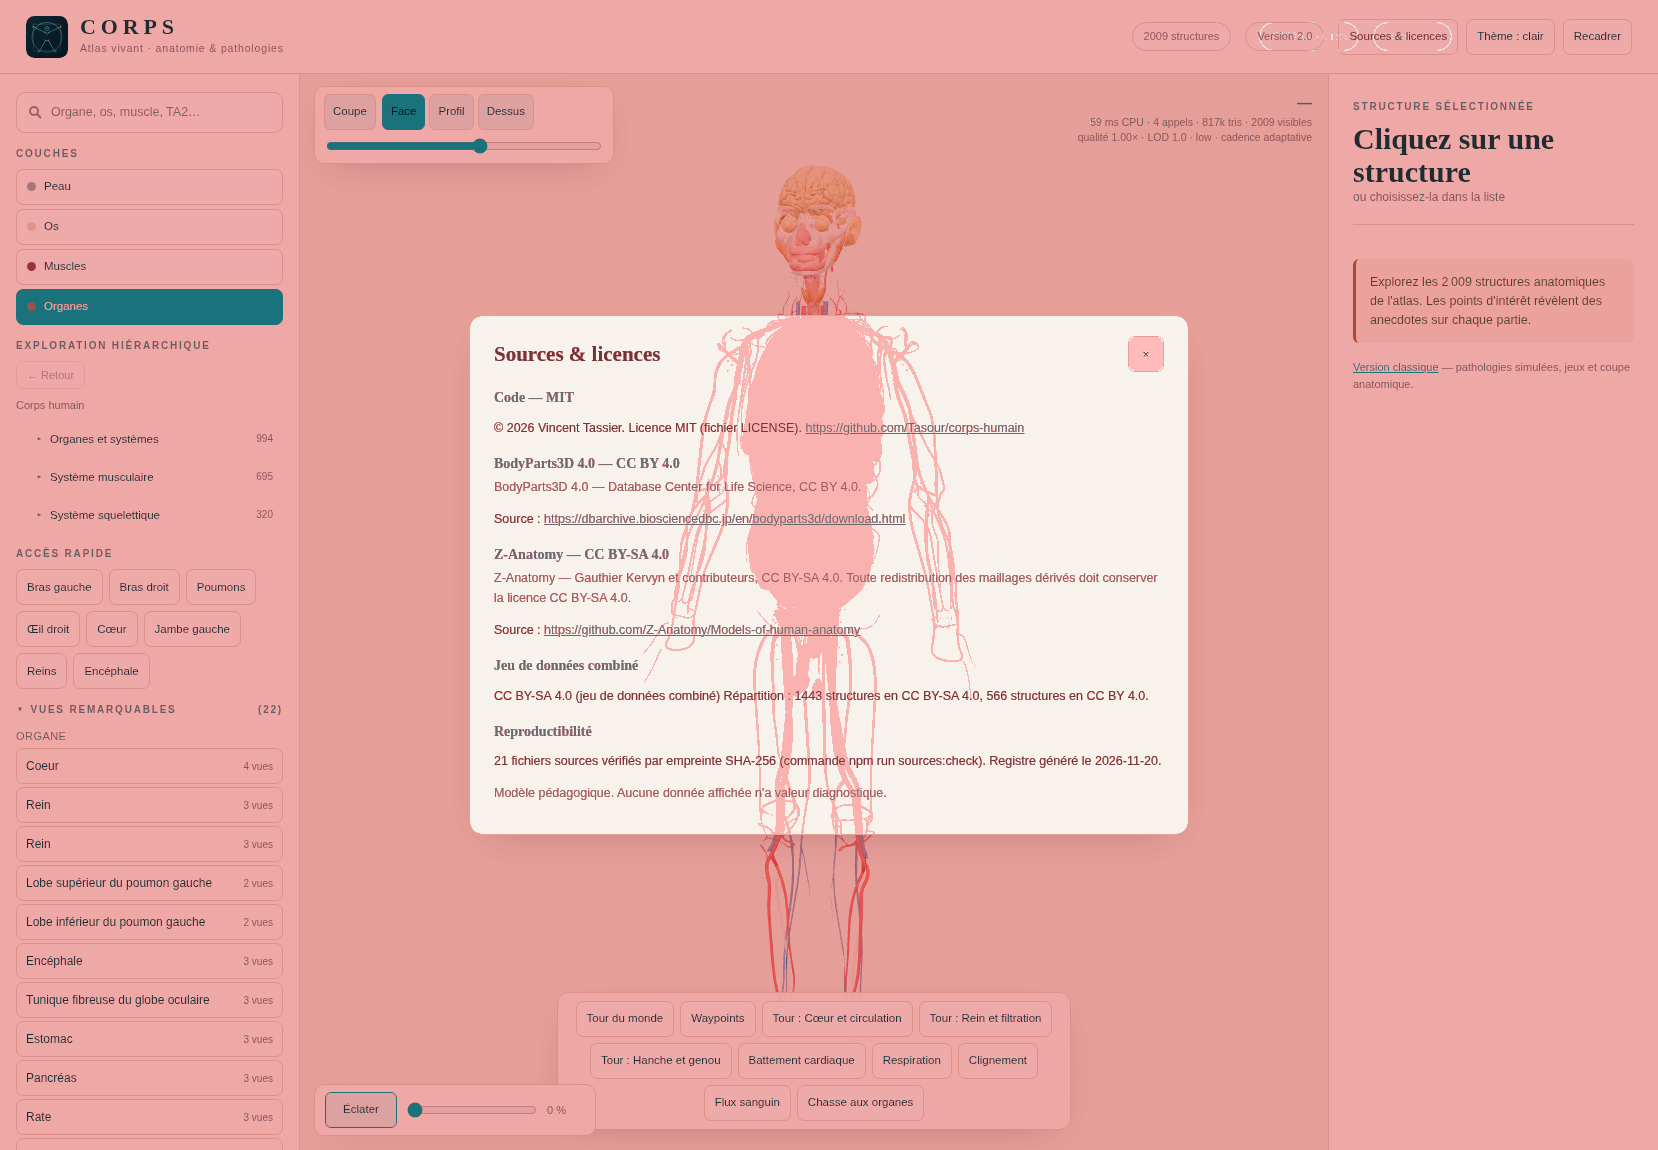 CORPS
Atlas vivant · anatomie & pathologies
2009 structures
Version 2.0
Sources & licences
Thème : clair
Recadrer
Organe, os, muscle, TA2…
COUCHES
Peau
Os
Muscles
Organes
EXPLORATION HIÉRARCHIQUE
← Retour
Corps humain
Organes et systèmes 994
Système musculaire 695
Système squelettique 320
ACCÈS RAPIDE
Bras gauche Bras droit Poumons
Œil droit Cœur Jambe gauche
Reins Encéphale
VUES REMARQUABLES (22)
ORGANE
Coeur 4 vues
Rein 3 vues
Rein 3 vues
Lobe supérieur du poumon gauche 2 vues
Lobe inférieur du poumon gauche 2 vues
Encéphale 3 vues
Tunique fibreuse du globe oculaire 3 vues
Estomac 3 vues
Pancréas 3 vues
Rate 3 vues
Coupe Face Profil Dessus
—
59 ms CPU · 4 appels · 817k tris · 2009 visibles
qualité 1.00× · LOD 1.0 · low · cadence adaptative
Sources & licences
×
Code — MIT
© 2026 Vincent Tassier. Licence MIT (fichier LICENSE). https://github.com/Tasour/corps-humain
BodyParts3D 4.0 — CC BY 4.0
BodyParts3D 4.0 — Database Center for Life Science, CC BY 4.0.
Source : https://dbarchive.biosciencedbc.jp/en/bodyparts3d/download.html
Z-Anatomy — CC BY-SA 4.0
Z-Anatomy — Gauthier Kervyn et contributeurs, CC BY-SA 4.0. Toute redistribution des maillages dérivés doit conserver
la licence CC BY-SA 4.0.
Source : https://github.com/Z-Anatomy/Models-of-human-anatomy
Jeu de données combiné
CC BY-SA 4.0 (jeu de données combiné) Répartition : 1443 structures en CC BY-SA 4.0, 566 structures en CC BY 4.0.
Reproductibilité
21 fichiers sources vérifiés par empreinte SHA-256 (commande npm run sources:check). Registre généré le 2026-11-20.
Modèle pédagogique. Aucune donnée affichée n'a valeur diagnostique.
Tour du monde Waypoints Tour : Cœur et circulation Tour : Rein et filtration
Tour : Hanche et genou Battement cardiaque Respiration Clignement
Flux sanguin Chasse aux organes
Éclater 0 %
STRUCTURE SÉLECTIONNÉE
Cliquez sur une
structure
ou choisissez-la dans la liste
Explorez les 2 009 structures anatomiques
de l'atlas. Les points d'intérêt révèlent des
anecdotes sur chaque partie.
Version classique — pathologies simulées, jeux et coupe
anatomique.